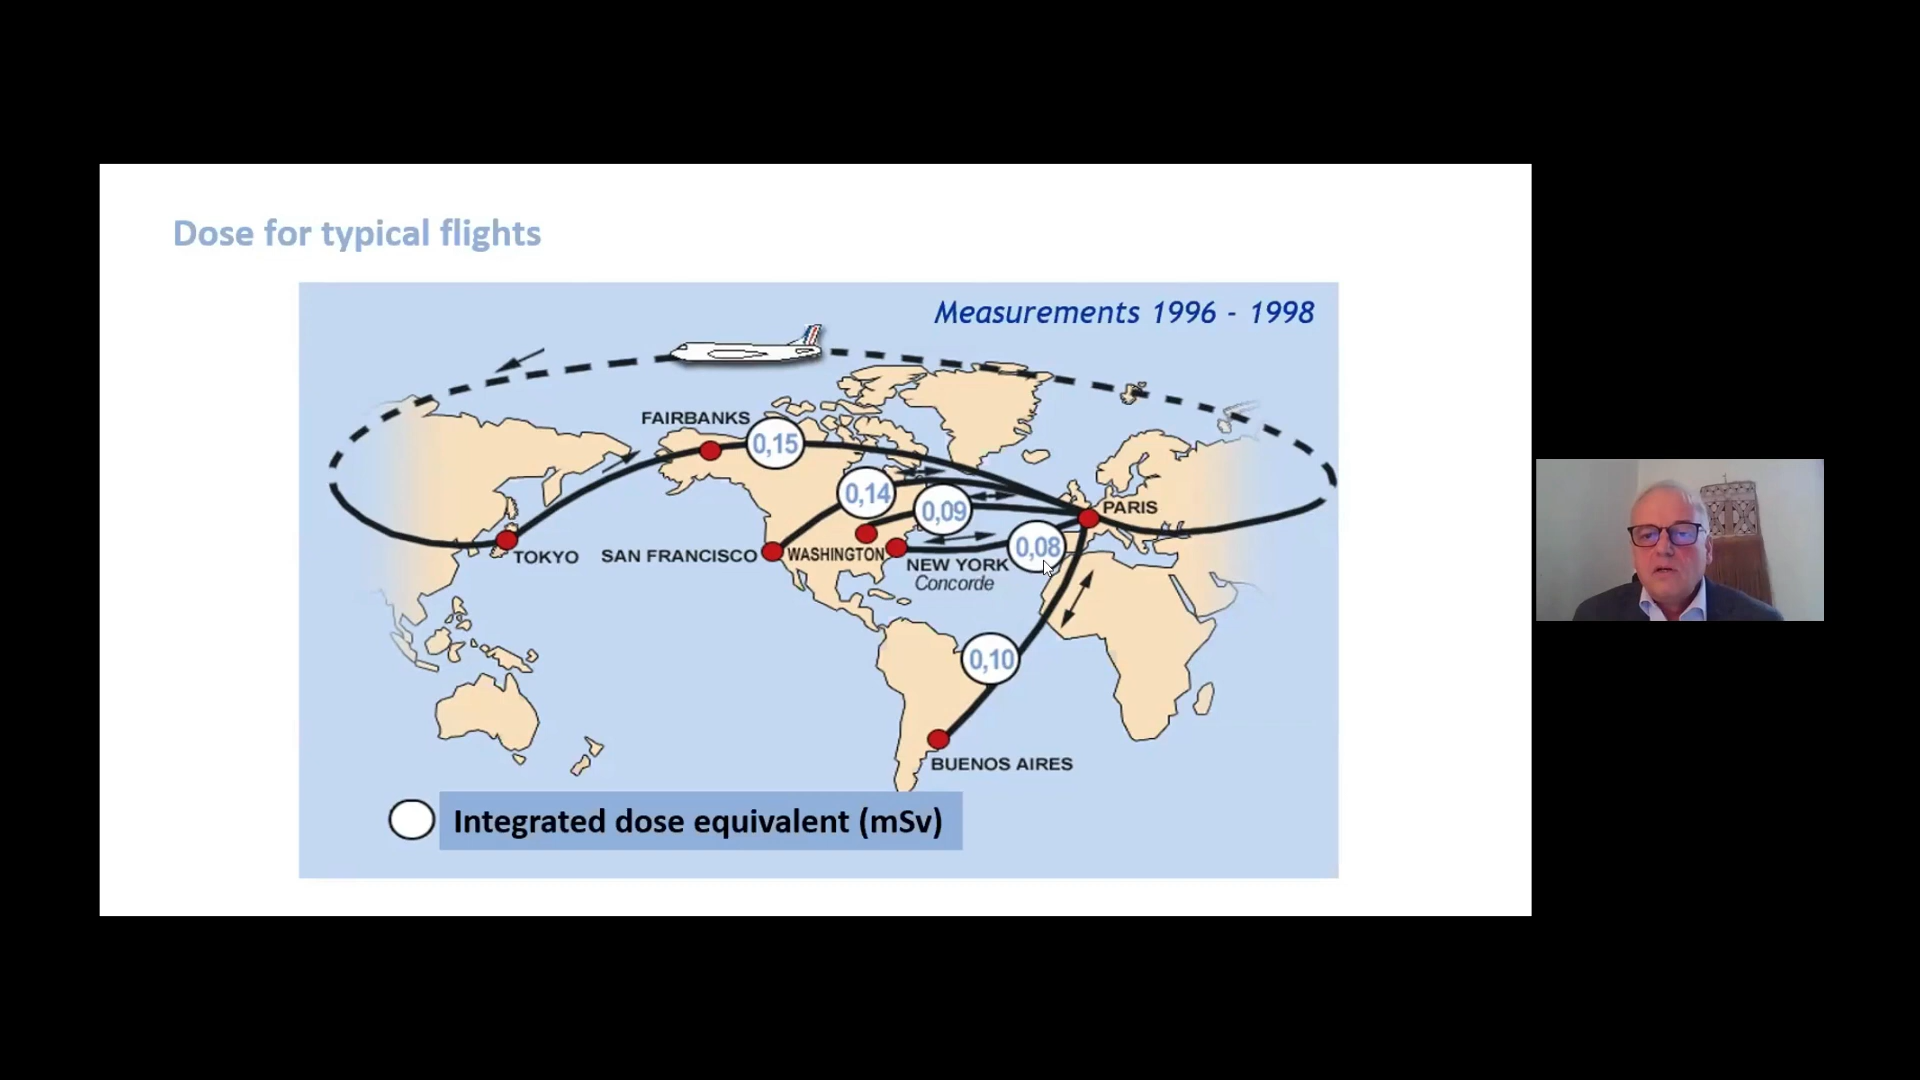 Dose for typical flights
Measurements 1996 - 1998
FAIRBANKS
0,15
0,14
0,09
PARIS
0,08
TOKYO
SAN FRANCISCO
WASHINGTON
NEW YORK
Concorde
0,10
BUENOS AIRES
Integrated dose equivalent (mSv)